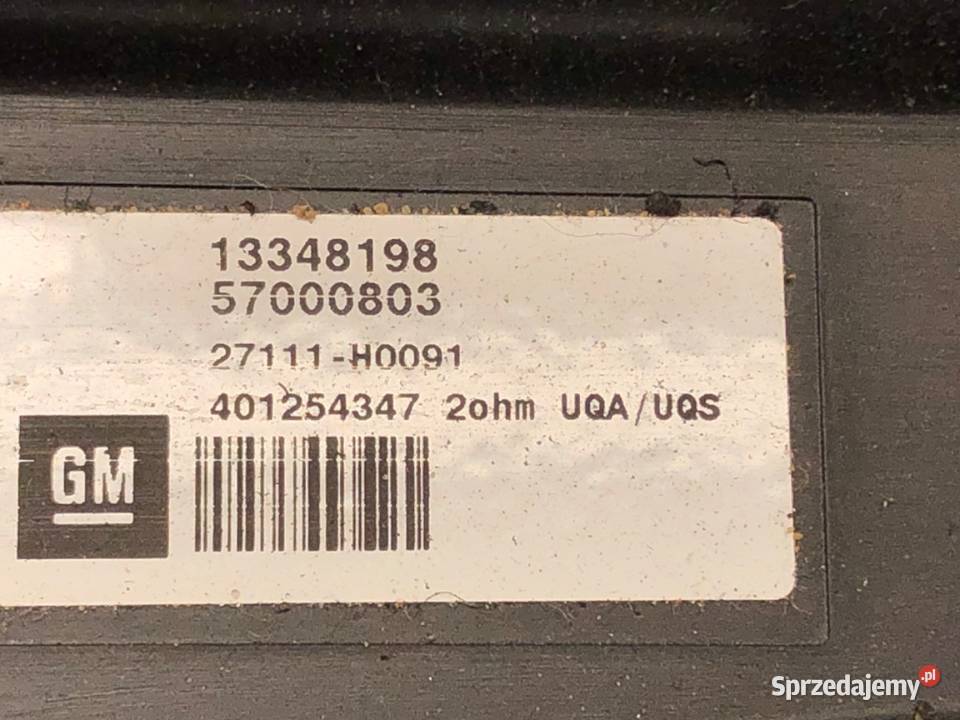 13348198
57000803
27111-H0091
401254347 2ohm UQA/UQS
GM
Sprzedajemy.pl